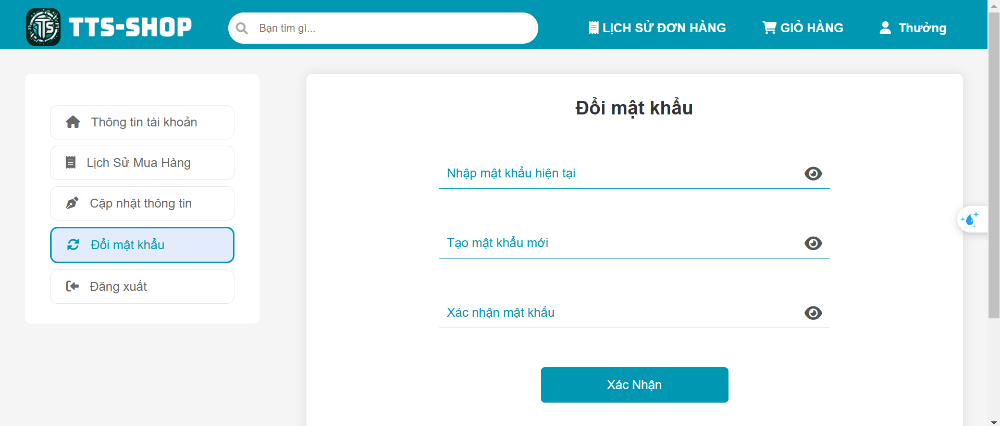 TTS-SHOP
Bạn tìm gì...
LỊCH SỬ ĐƠN HÀNG
GIỎ HÀNG
Thưởng
Thông tin tài khoản
Lịch Sử Mua Hàng
Cập nhật thông tin
Đổi mật khẩu
Đăng xuất
Đổi mật khẩu
Nhập mật khẩu hiện tại
Tạo mật khẩu mới
Xác nhận mật khẩu
Xác Nhận